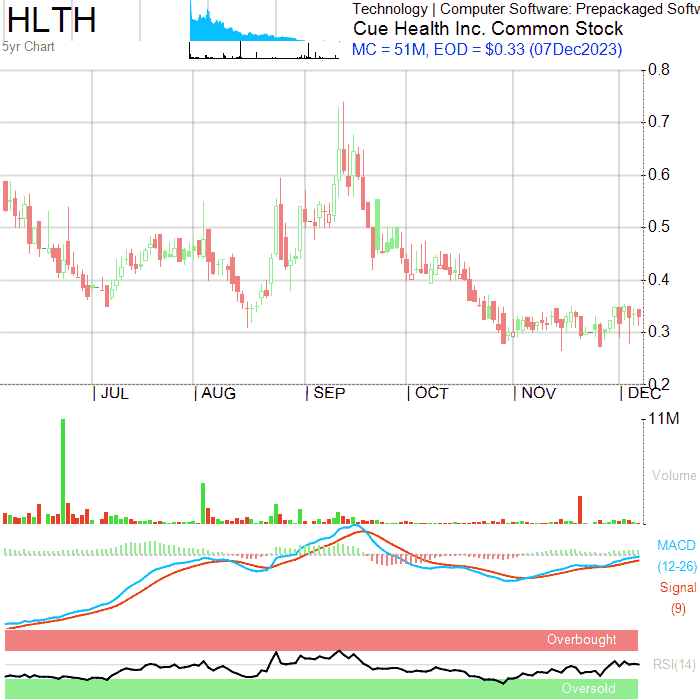 HLTH
5yr Chart
Technology | Computer Software: Prepackaged Softw
Cue Health Inc. Common Stock
MC = 51M, EOD = $0.33 (07Dec2023)
0.8
0.7
0.6
0.5
0.4
0.3
0.2
JUL AUG SEP OCT NOV DEC
11M
Volume
MACD
(12-26)
Signal
(9)
Overbought
RSI(14)
Oversold